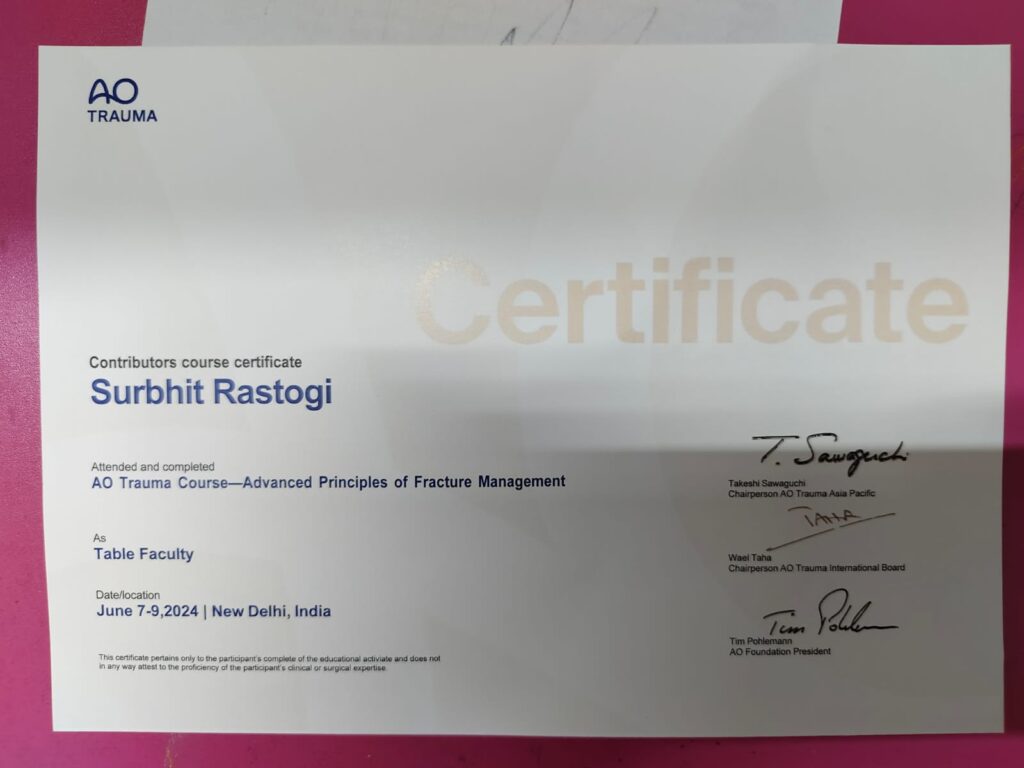 AO
TRAUMA
Certificate
Contributors course certificate
Surbhit Rastogi
Attended and completed
AO Trauma Course—Advanced Principles of Fracture Management
As
Table Faculty
Date/location
June 7-9,2024 | New Delhi, India
This certificate pertains only to the participant's complete of the educational activiate and does not
in any way attest to the proficiency of the participant's clinical or surgical expertise.
T. Sawaguchi
Takeshi Sawaguchi
Chairperson AO Trauma Asia Pacific
TAHA
Wael Taha
Chairperson AO Trauma International Board
Tim Pohlemann
Tim Pohlemann
AO Foundation President